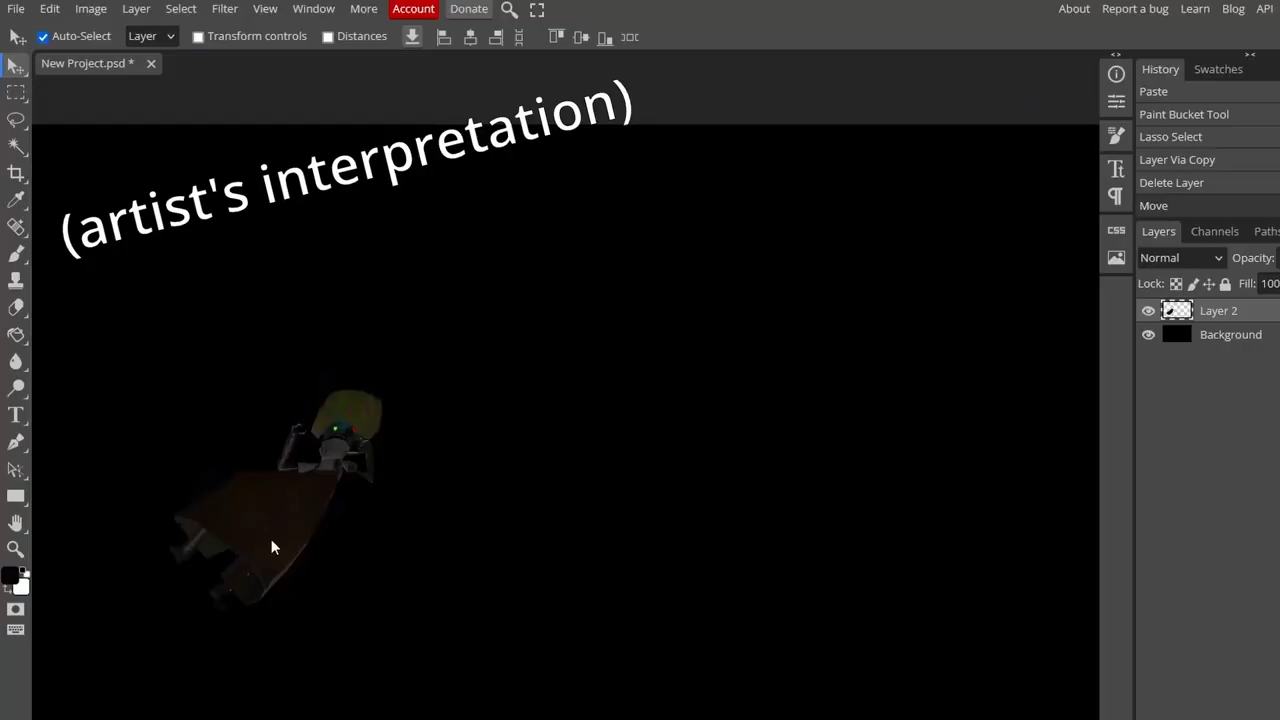 File Edit Image Layer Select Filter View Window More Account Donate About Report a bug Learn Blog API
Auto-Select Layer Transform controls Distances
New Project.psd *
(artist's interpretation)
History Swatches
Paste
Paint Bucket Tool
Lasso Select
Layer Via Copy
Delete Layer
Move
Layers Channels Paths
Normal Opacity:
Lock: Fill: 100
Layer 2
Background
CSS